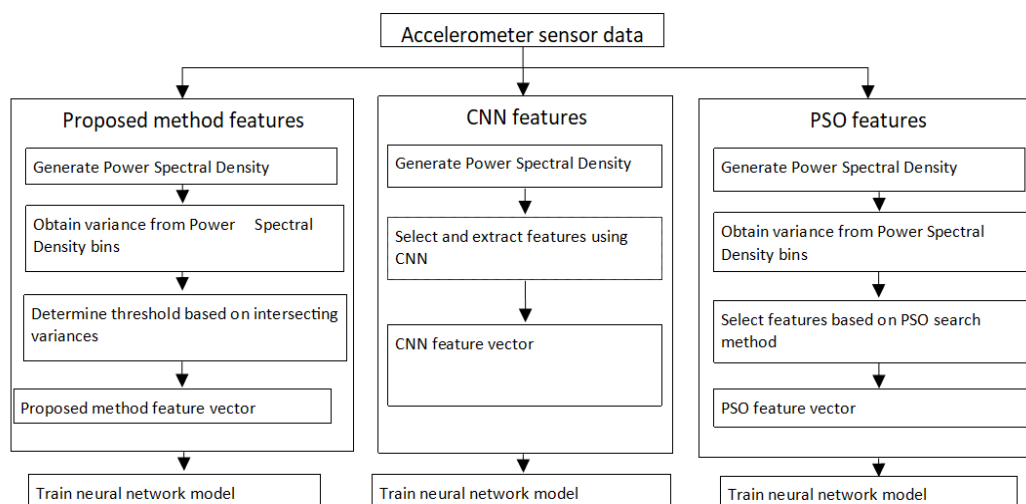 Accelerometer sensor data
Proposed method features
Generate Power Spectral Density
Obtain variance from Power Spectral
Density bins
Determine threshold based on intersecting
variances
Proposed method feature vector
Train neural network model
CNN features
Generate Power Spectral Density
Select and extract features using
CNN
CNN feature vector
Train neural network model
PSO features
Generate Power Spectral Density
Obtain variance from Power Spectral
Density bins
Select features based on PSO search
method
PSO feature vector
Train neural network model